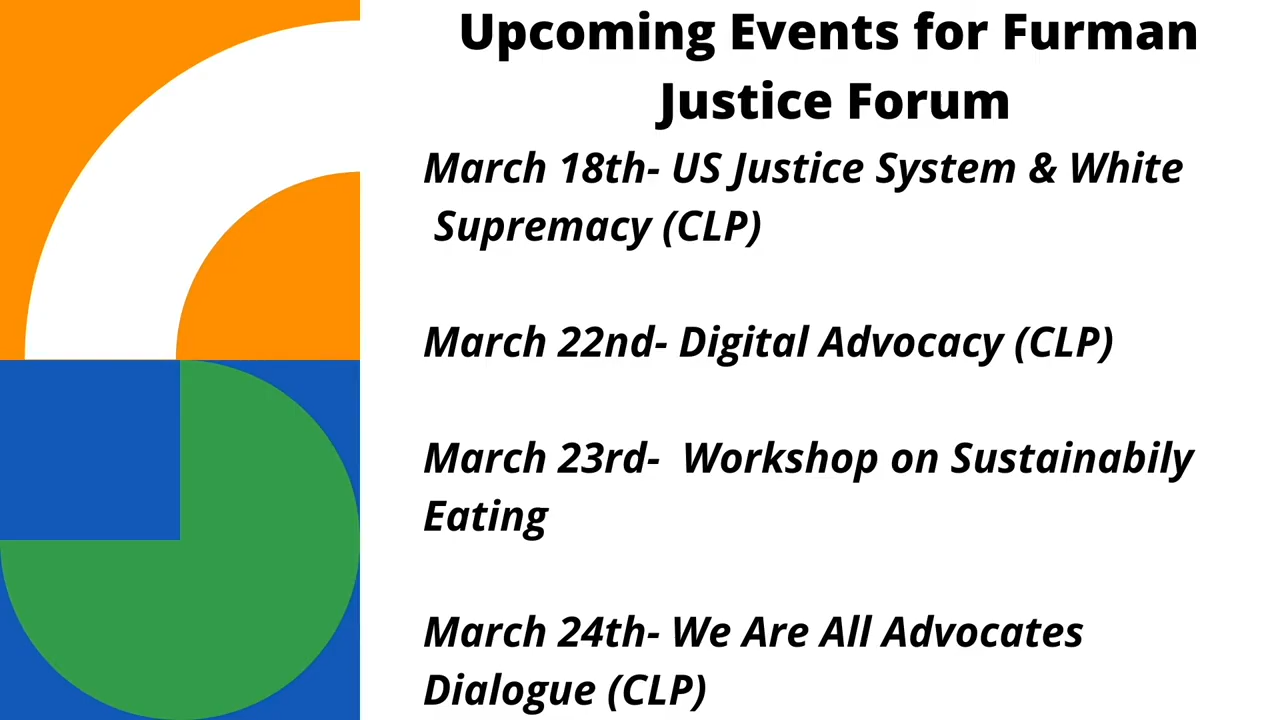 Upcoming Events for Furman
Justice Forum
March 18th- US Justice System & White
Supremacy (CLP)
March 22nd- Digital Advocacy (CLP)
March 23rd-  Workshop on Sustainabily
Eating
March 24th- We Are All Advocates
Dialogue (CLP)